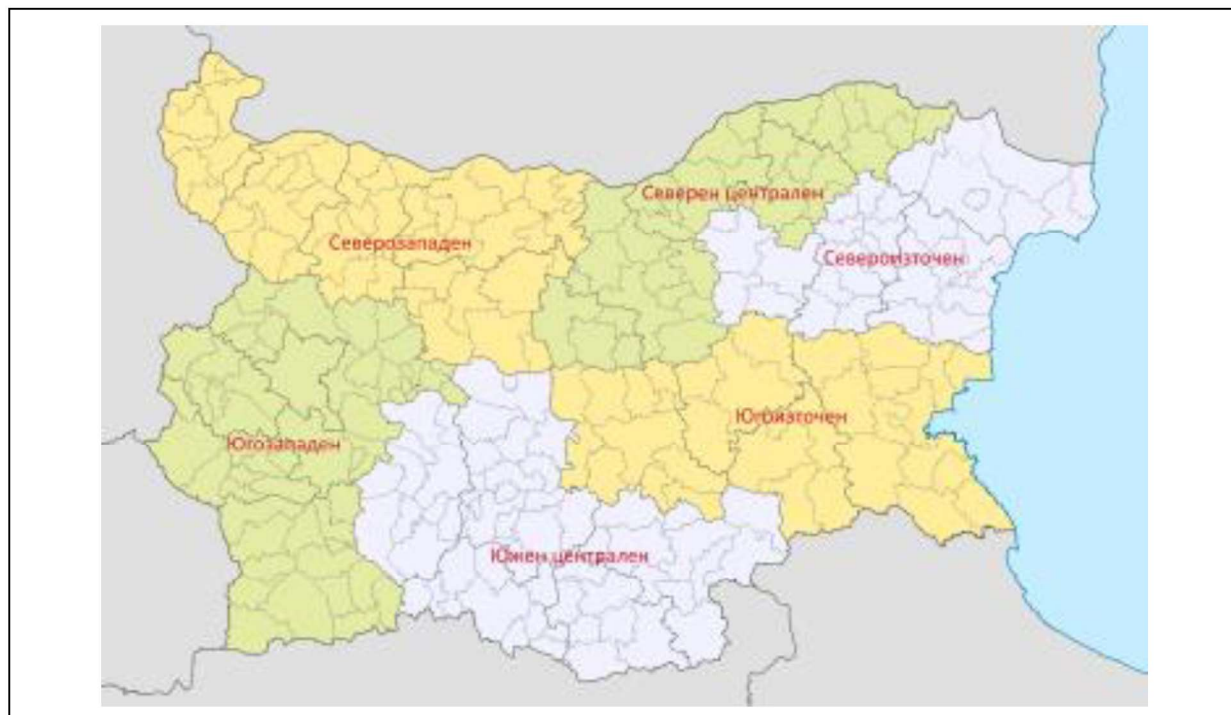 Северен централен
Северозападен
Североизточен
Югоизточен
Югозападен
Южен централен